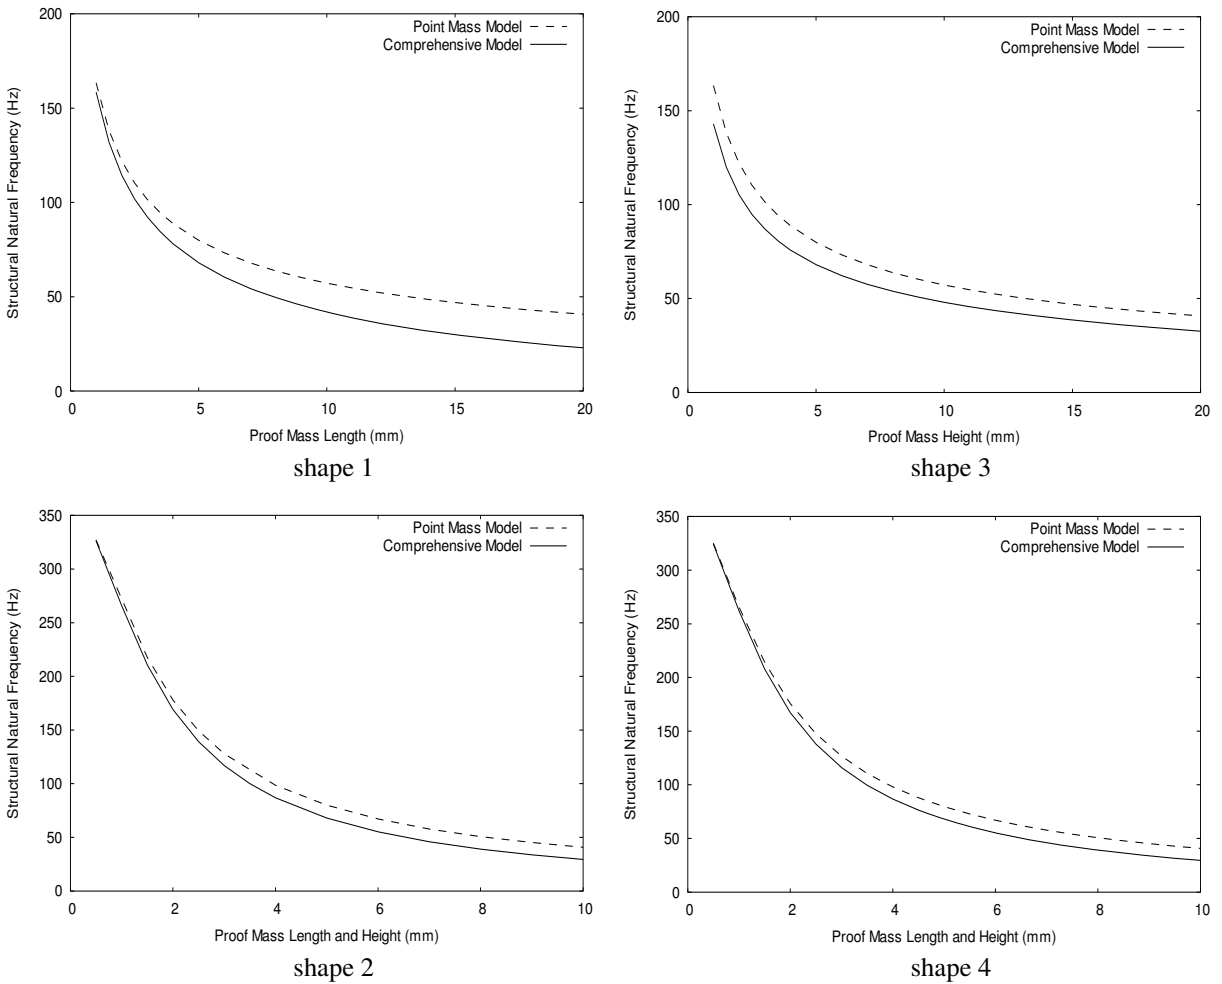 200
150
100
50
0
Structural Natural Frequency (Hz)
Point Mass Model
Comprehensive Model
0 5 10 15 20
Proof Mass Length (mm)
shape 1
200
150
100
50
0
Structural Natural Frequency (Hz)
Point Mass Model
Comprehensive Model
0 5 10 15 20
Proof Mass Height (mm)
shape 3
350
300
250
200
150
100
50
0
Structural Natural Frequency (Hz)
Point Mass Model
Comprehensive Model
0 2 4 6 8 10
Proof Mass Length and Height (mm)
shape 2
350
300
250
200
150
100
50
0
Structural Natural Frequency (Hz)
Point Mass Model
Comprehensive Model
0 2 4 6 8 10
Proof Mass Length and Height (mm)
shape 4